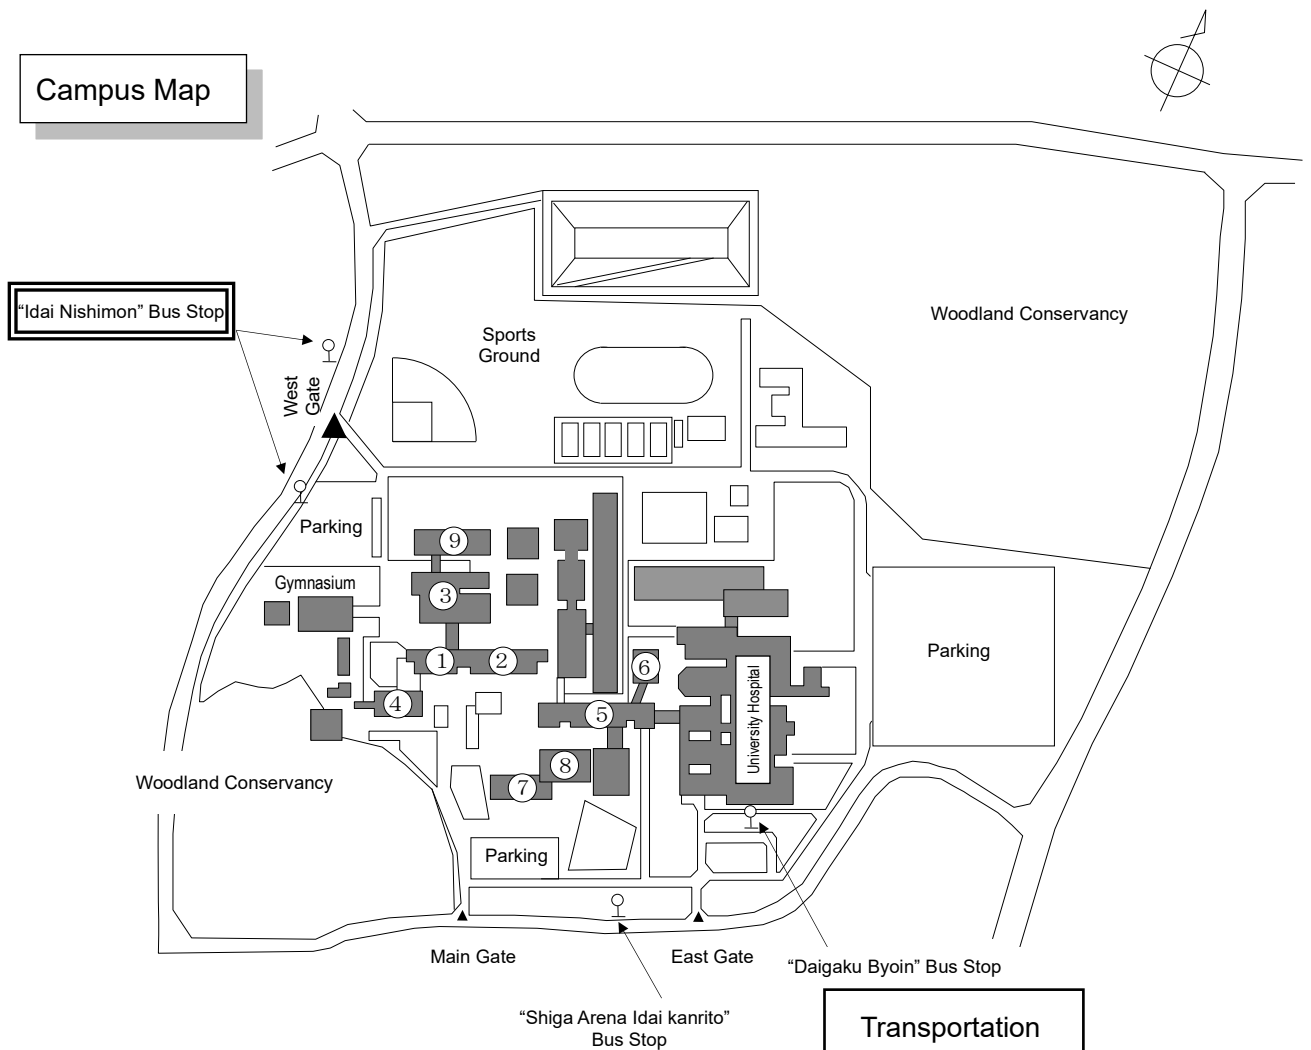 Campus Map
“Idai Nishimon” Bus Stop
West
Gate
Sports
Ground
Woodland Conservancy
Parking
Gymnasium
9
3
1
2
4
6
5
8
7
University Hospital
Parking
Woodland Conservancy
Parking
Main Gate
East Gate
“Daigaku Byoin” Bus Stop
“Shiga Arena Idai kanrito”
Bus Stop
Transportation